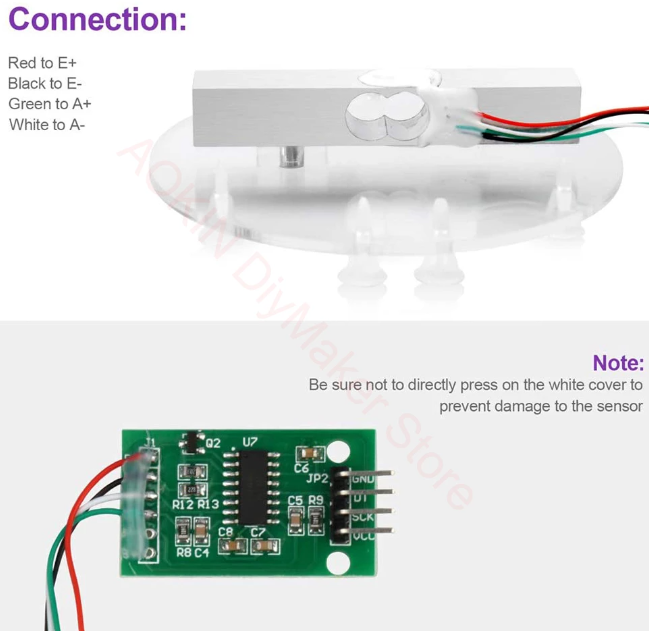 Connection:
Red to E+
Black to E-
Green to A+
White to A-
AOKIN DiyMaker Store
Note:
Be sure not to directly press on the white cover to
prevent damage to the sensor
J1
Q2
U7
C6
JP2
GND
DT
SCK
VCC
R12 R13
C5 R9
C8 C7
R8 C4